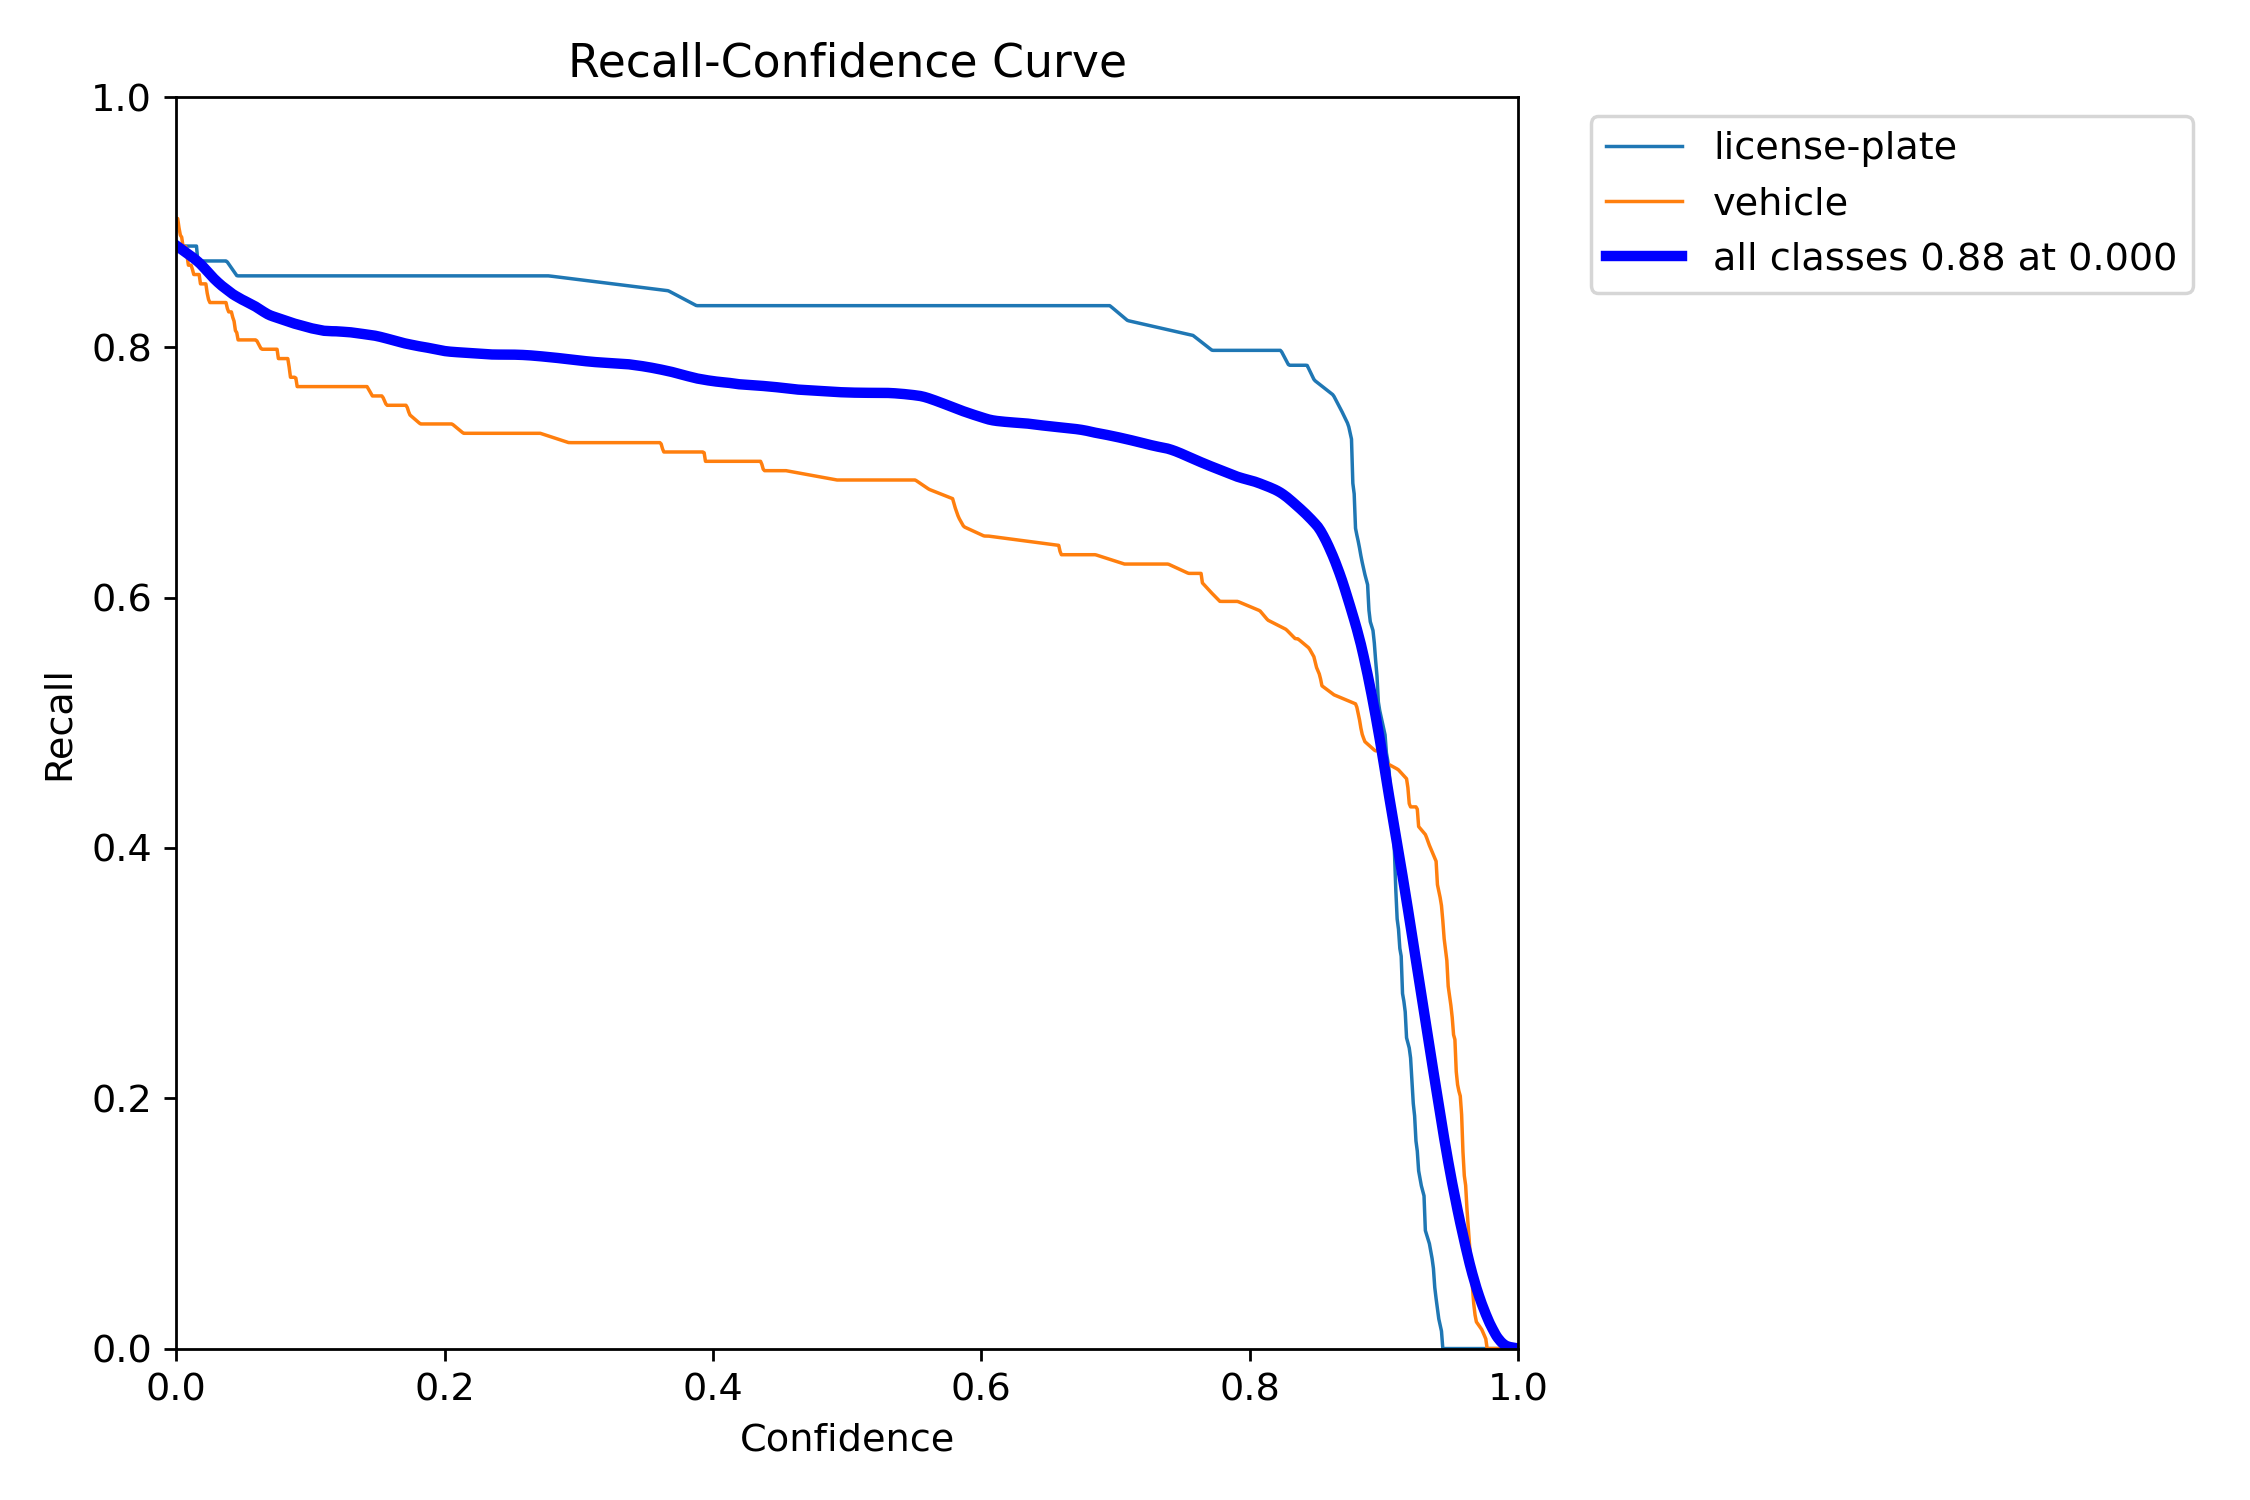 Recall-Confidence Curve
1.0
0.8
0.6
0.4
0.2
0.0
Recall
0.0 0.2 0.4 0.6 0.8 1.0
Confidence
license-plate
vehicle
all classes 0.88 at 0.000